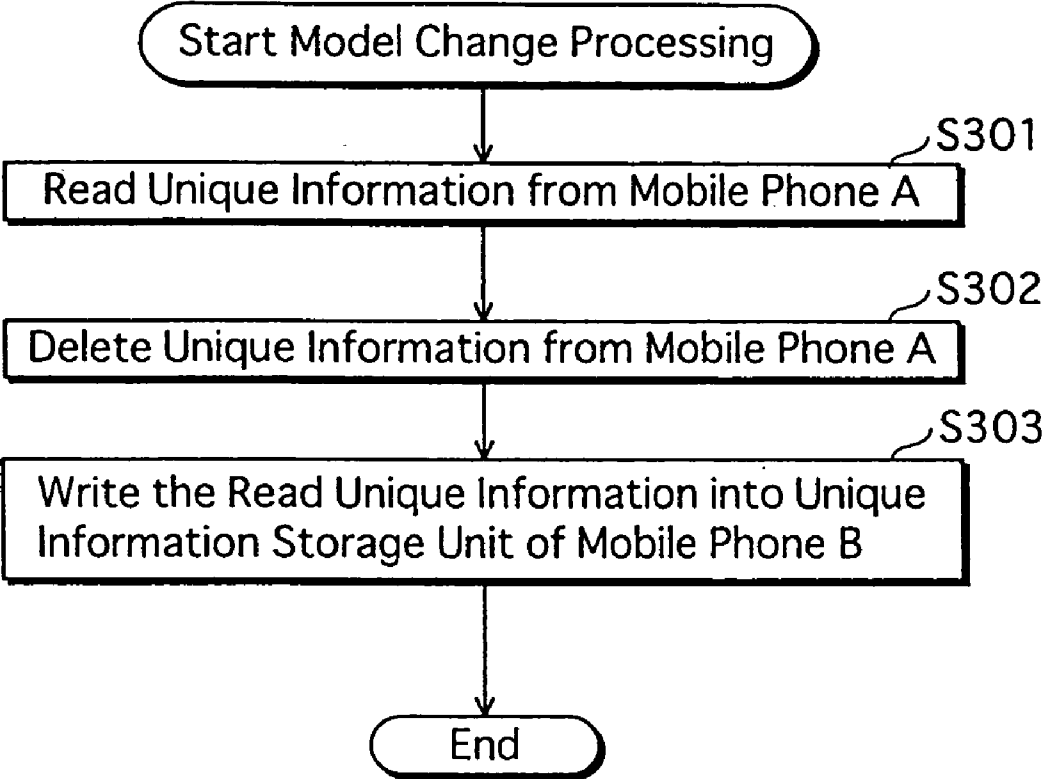 Start Model Change Processing
S301
Read Unique Information from Mobile Phone A
S302
Delete Unique Information from Mobile Phone A
S303
Write the Read Unique Information into Unique
Information Storage Unit of Mobile Phone B
End